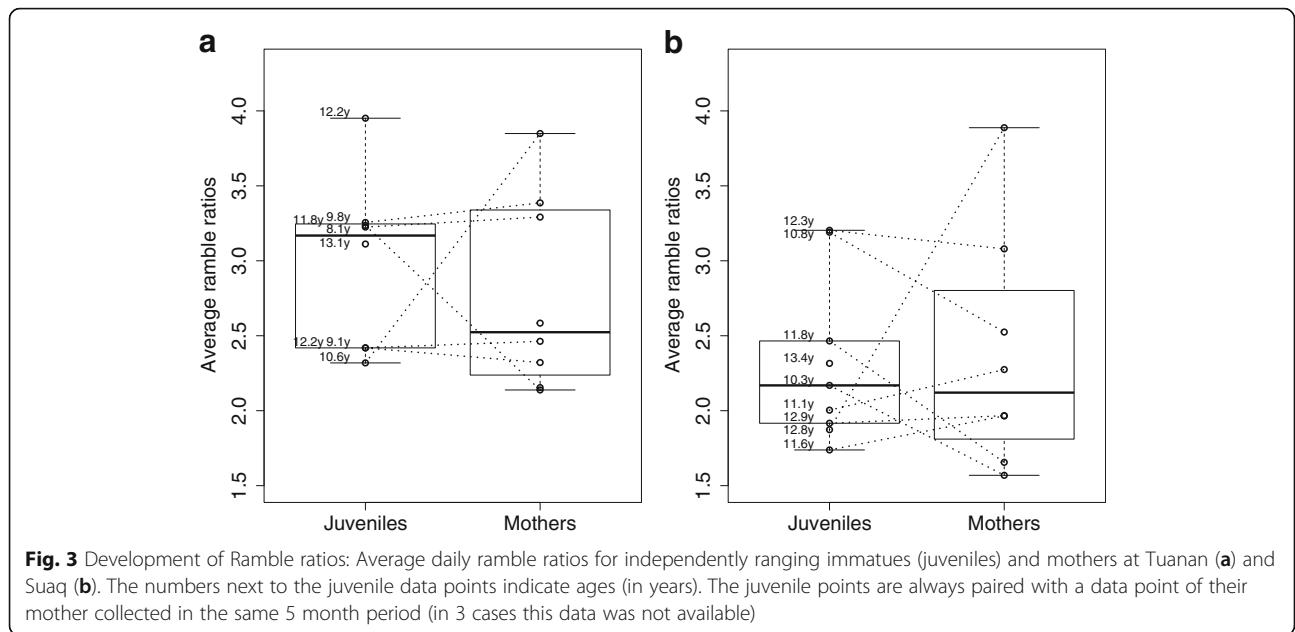 a
b
4.0
3.5
3.0
2.5
2.0
1.5
Average ramble ratios
12.2y
11.8y 9.8y
8.1y
13.1y
12.2y 9.1y
10.6y
Juveniles Mothers
4.0
3.5
3.0
2.5
2.0
1.5
Average ramble ratios
12.3y
10.8y
11.8y
13.4y
10.3y
11.1y
12.9y
12.8y
11.6y
Juveniles Mothers
Fig. 3 Development of Ramble ratios: Average daily ramble ratios for independently ranging immatues (juveniles) and mothers at Tuanan (a) and
Suaq (b). The numbers next to the juvenile data points indicate ages (in years). The juvenile points are always paired with a data point of their
mother collected in the same 5 month period (in 3 cases this data was not available)